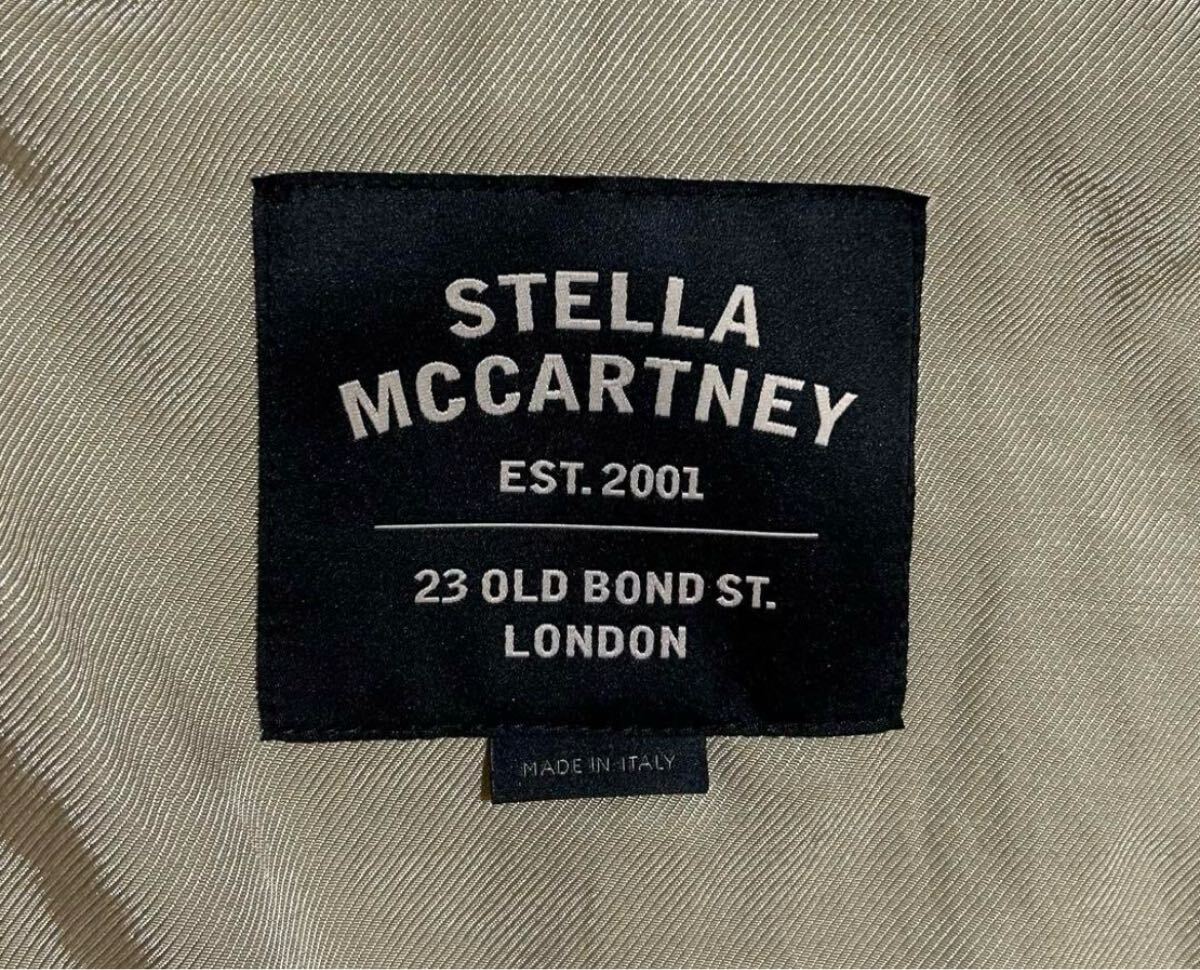 STELLA
MCCARTNEY
EST. 2001
23 OLD BOND ST.
LONDON
MADE IN ITALY